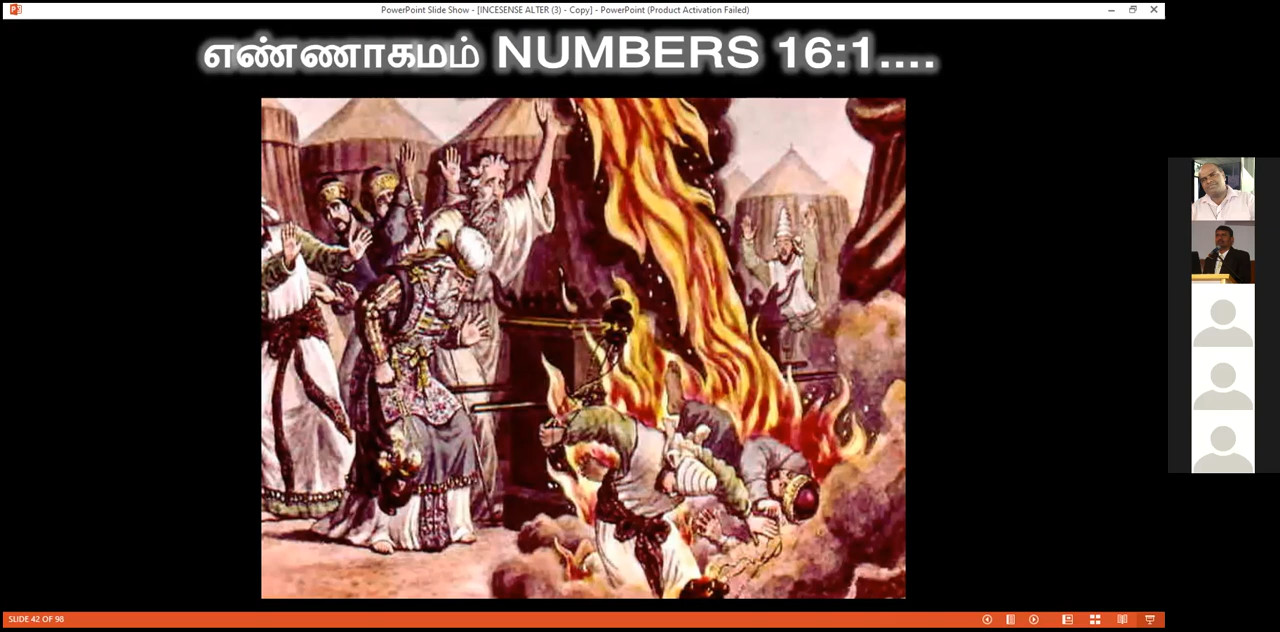 PowerPoint Slide Show - [INCESENSE ALTER (3) - Copy] - PowerPoint (Product Activation Failed)
எண்ணாகமம் NUMBERS 16:1....
SLIDE 42 OF 98